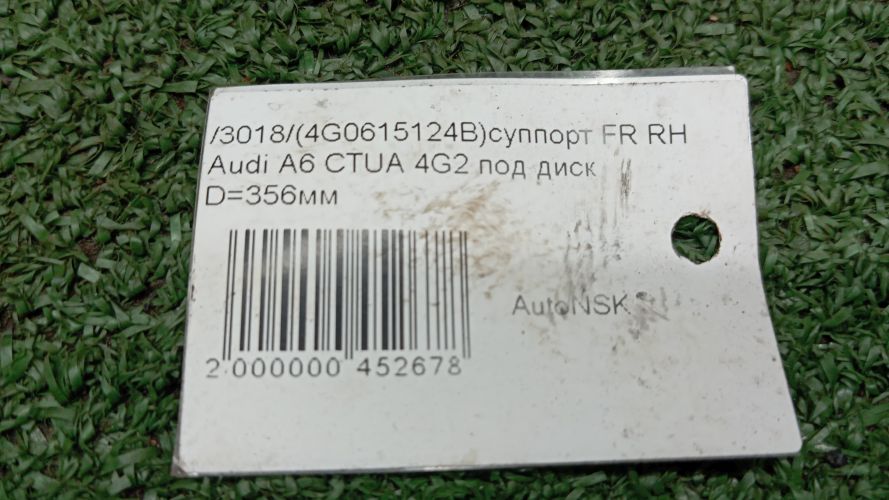 /3018/(4G0615124B)суппорт FR RH
Audi A6 CTUA 4G2 под диск
D=356мм
AutoNSK
2 000000 452678